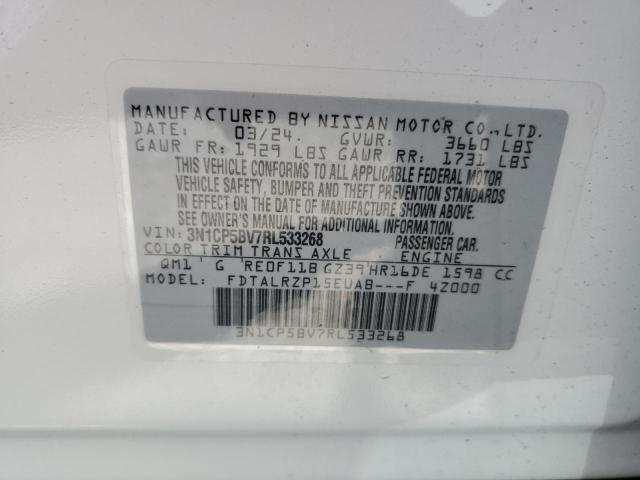 MANUFACTURED BY NISSAN MOTOR CO., LTD.
DATE: 03/24. GVWR: 3660 LBS
GAWR FR: 1929 LBS GAWR RR: 1731 LBS
THIS VEHICLE CONFORMS TO ALL APPLICABLE FEDERAL MOTOR
VEHICLE SAFETY, BUMPER AND THEFT PREVENTION STANDARDS
IN EFFECT ON THE DATE OF MANUFACTURE SHOWN ABOVE.
SEE OWNER'S MANUAL FOR ADDITIONAL INFORMATION.
VIN: 3N1CP5BV7RL533268 PASSENGER CAR.
COLOR TRIM TRANS AXLE ENGINE
QM1 G RE0F11B GZ39 HR16DE 1598 CC
MODEL: FDTALRZP15EUAB---F 4Z000
3N1CP5BV7RL533268